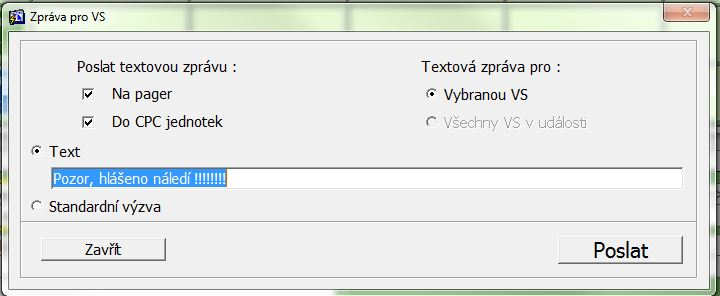 Zpráva pro VS
Poslat textovou zprávu :
Textová zpráva pro :
Na pager
Vybranou VS
Do CPC jednotek
Všechny VS v události
Text
Pozor, hlášeno náledí !!!!!!!!
Standardní výzva
Zavřít
Poslat